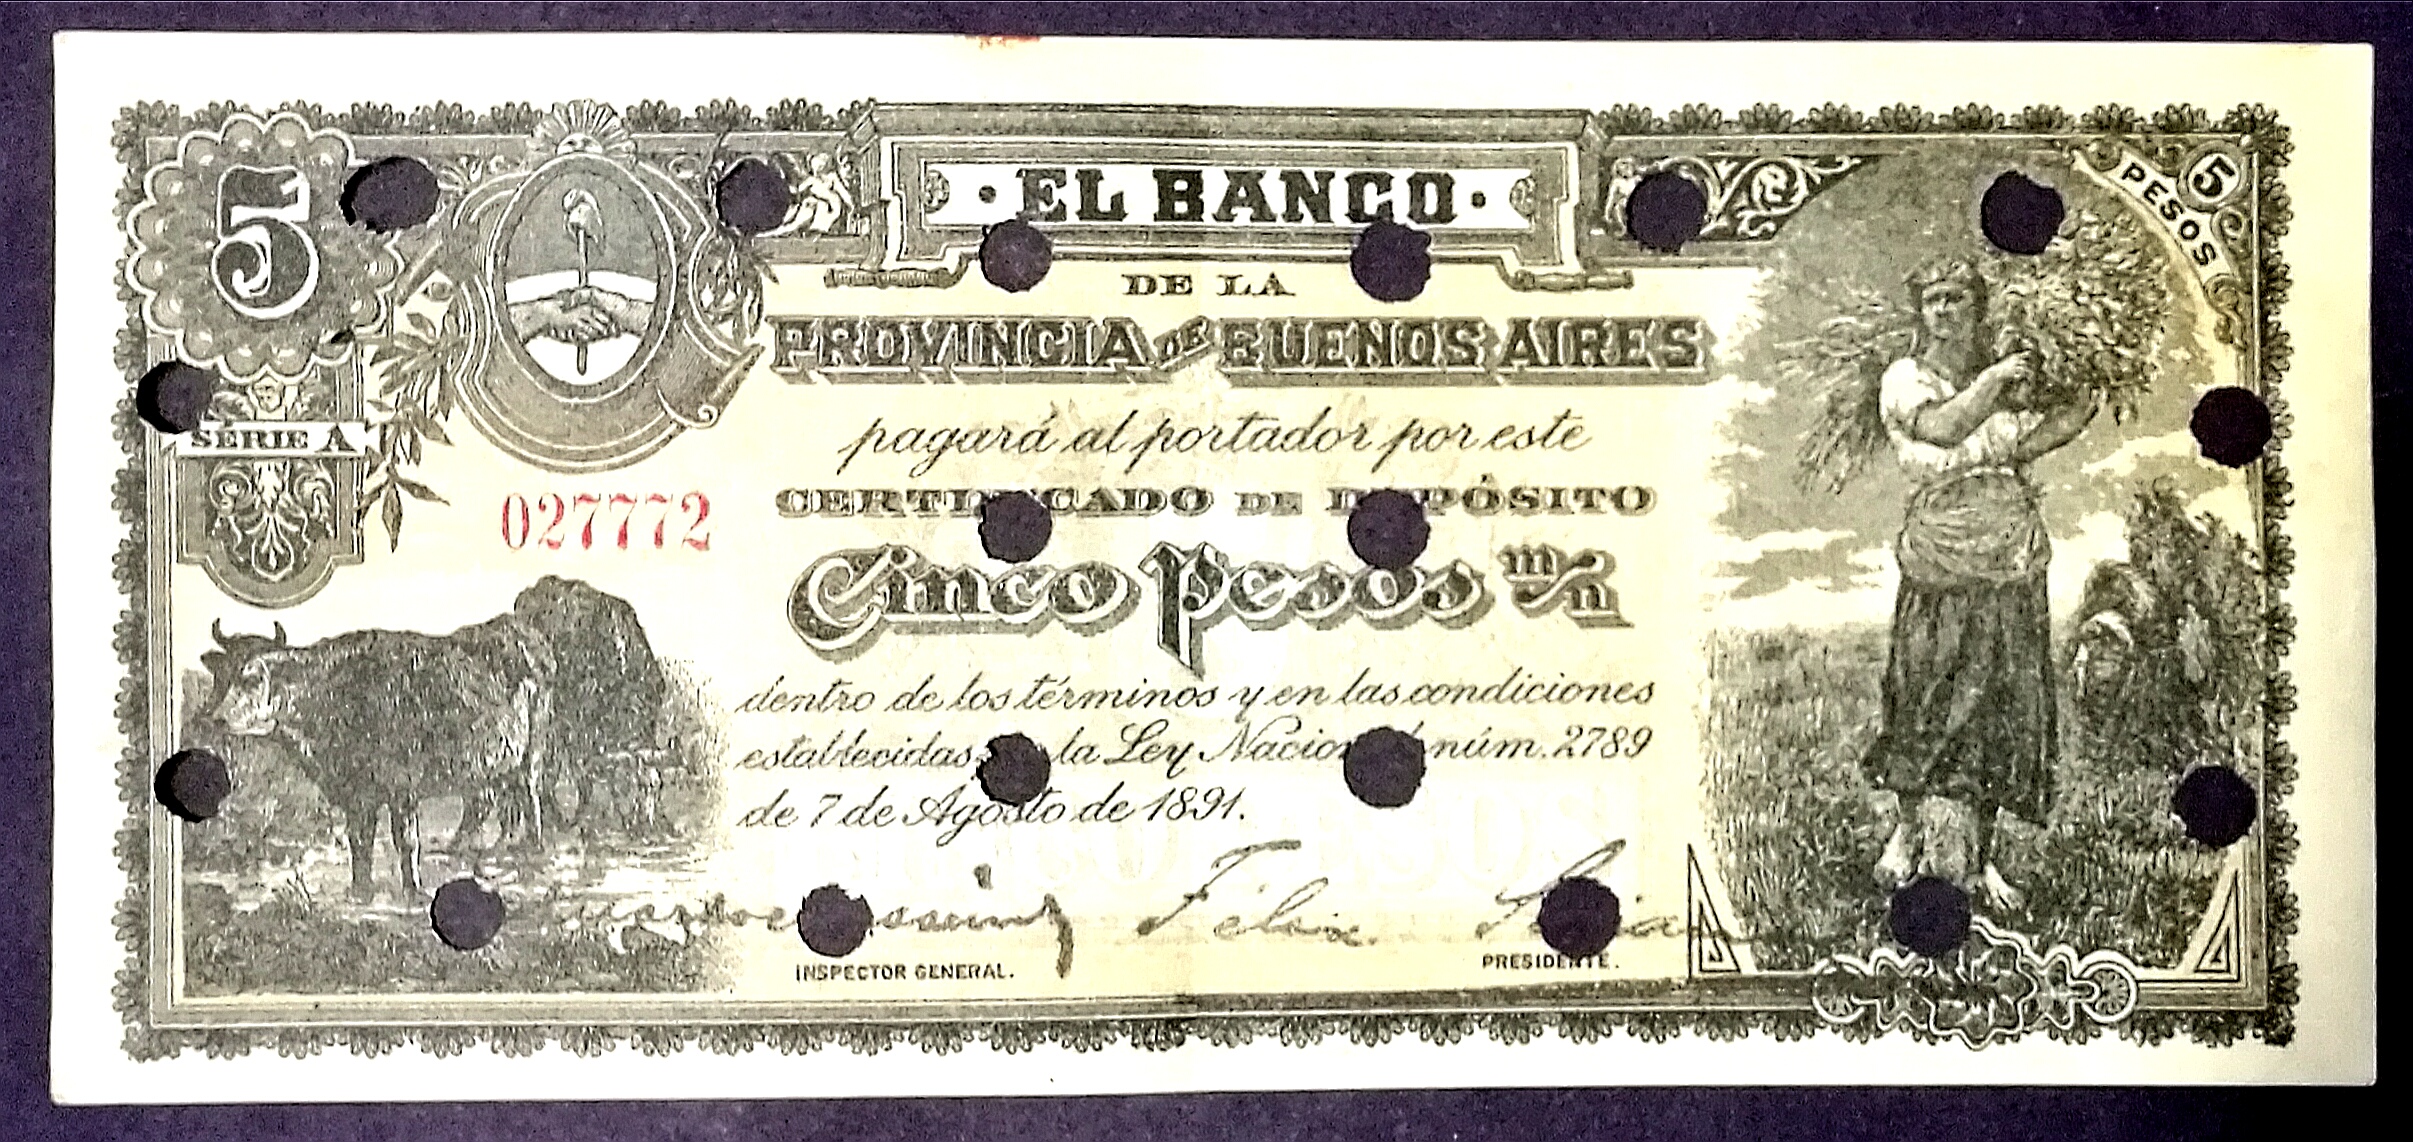 5
5
PESOS
EL BANCO
DE LA
PROVINCIA DE BUENOS AIRES
SERIE A
pagará al portador por este
CERTIFICADO DE DEPÓSITO
027772
Cinco Pesos m/n
dentro de los términos y en las condiciones
establecidas la Ley Nacional núm. 2789
de 7 de Agosto de 1891.
Félix
INSPECTOR GENERAL.
PRESIDENTE.